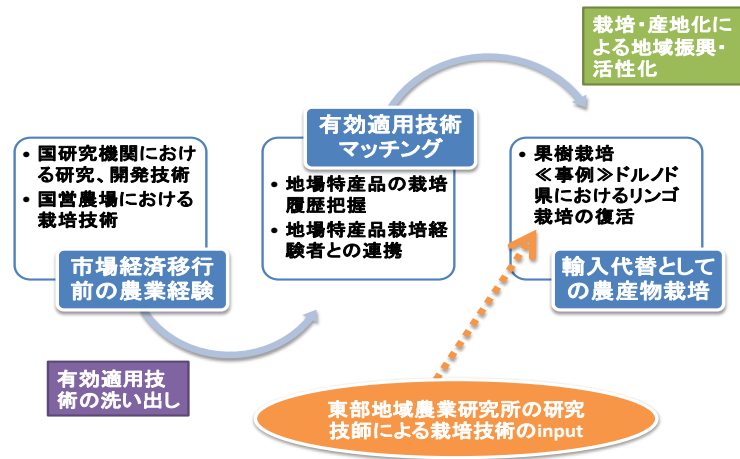 栽培・産地化に
よる地域振興・
活性化
• 国研究機関におけ
る研究、開発技術
• 国営農場における
栽培技術
市場経済移行
前の農業経験
有効適用技
術の洗い出し
有効適用技術
マッチング
• 地場特産品の栽培
履歴把握
• 地場特産品栽培経
験者との連携
• 果樹栽培
≪事例≫ドルノド
県におけるリンゴ
栽培の復活
輸入代替として
の農産物栽培
東部地域農業研究所の研究
技師による栽培技術のinput